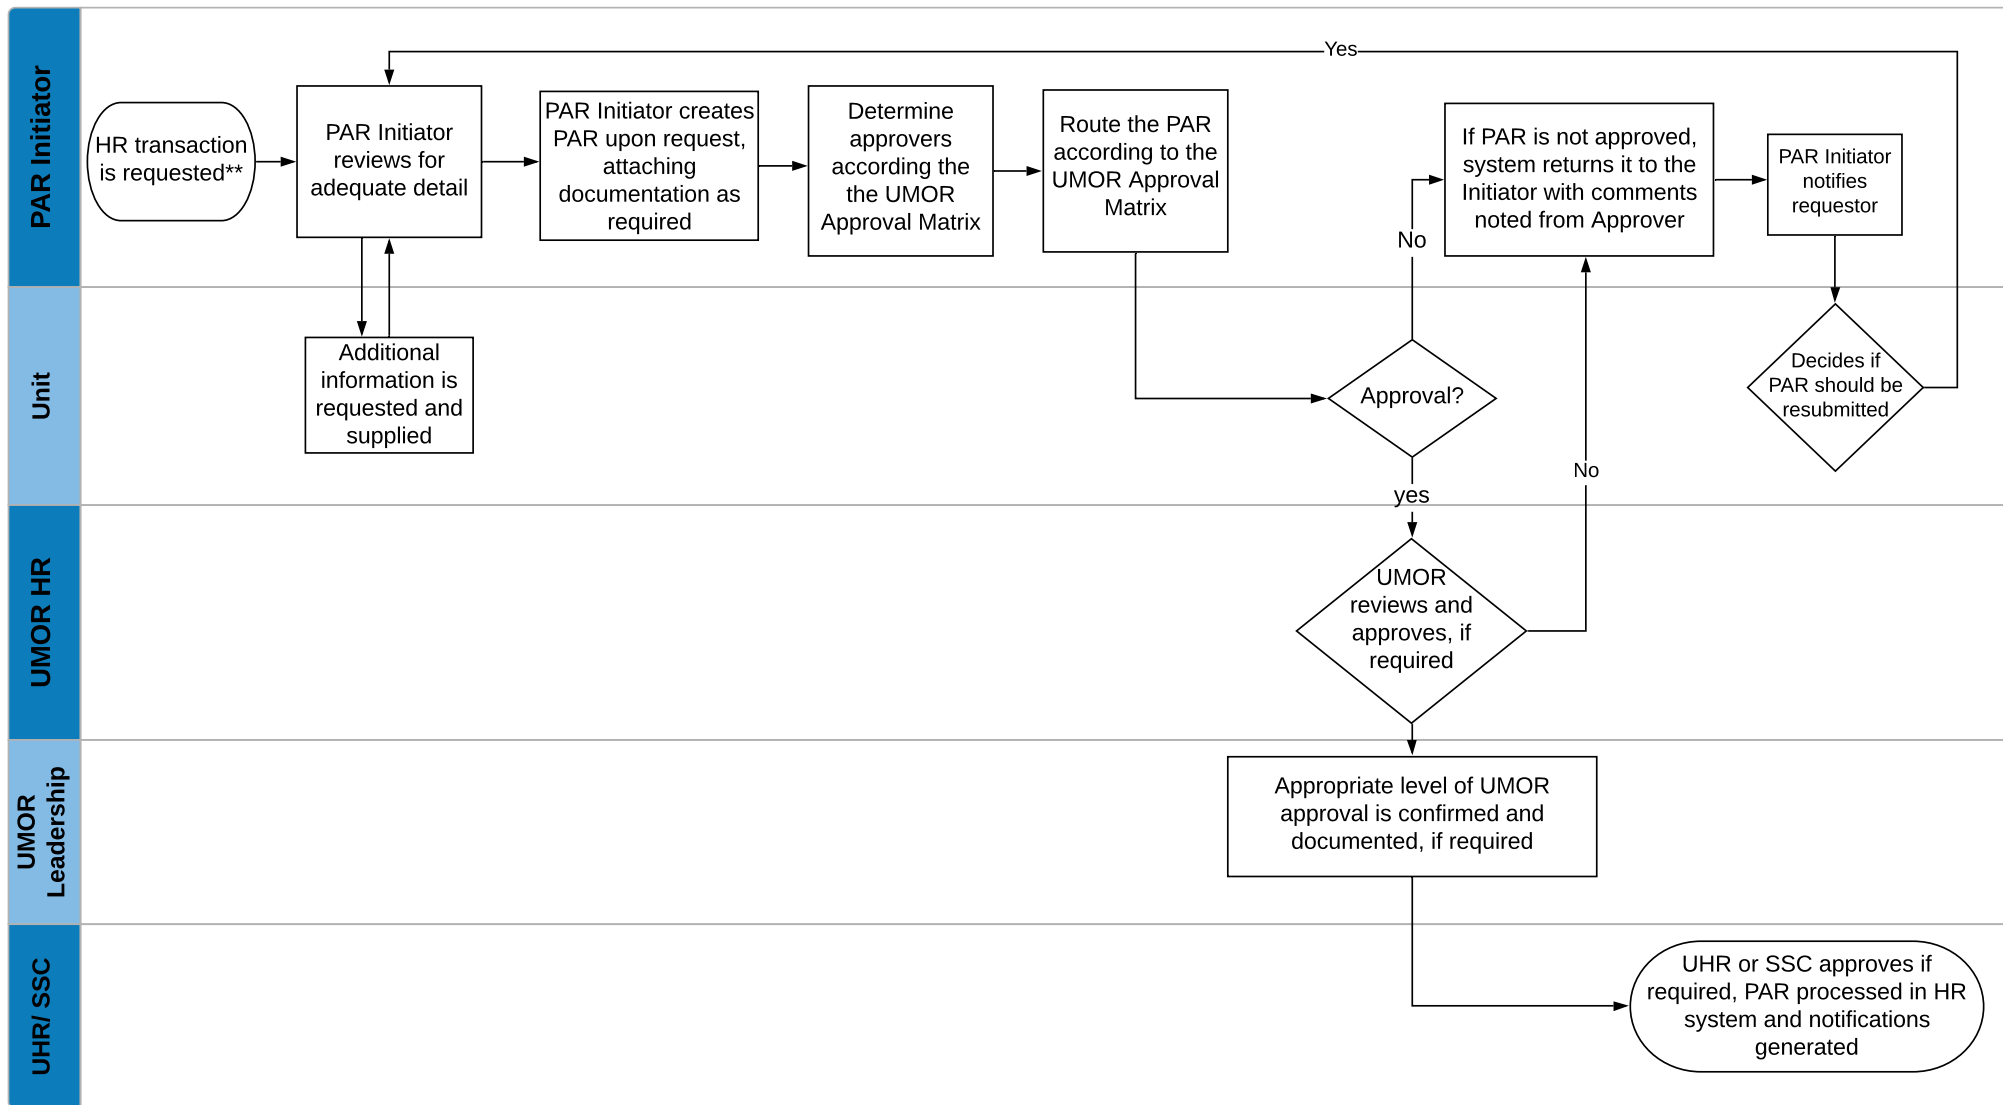 PAR Initiator
HR transaction
is requested**
PAR Initiator
reviews for
adequate detail
PAR Initiator creates
PAR upon request,
attaching
documentation as
required
Determine
approvers
according the
the UMOR
Approval Matrix
Route the PAR
according to the
UMOR Approval
Matrix
Yes
No
If PAR is not approved,
system returns it to the
Initiator with comments
noted from Approver
PAR Initiator
notifies
requestor
Unit
Additional
information is
requested and
supplied
Approval?
Decides if
PAR should be
resubmitted
No
yes
UMOR HR
UMOR
reviews and
approves, if
required
UMOR
Leadership
Appropriate level of UMOR
approval is confirmed and
documented, if required
UHR/ SSC
UHR or SSC approves if
required, PAR processed in HR
system and notifications
generated